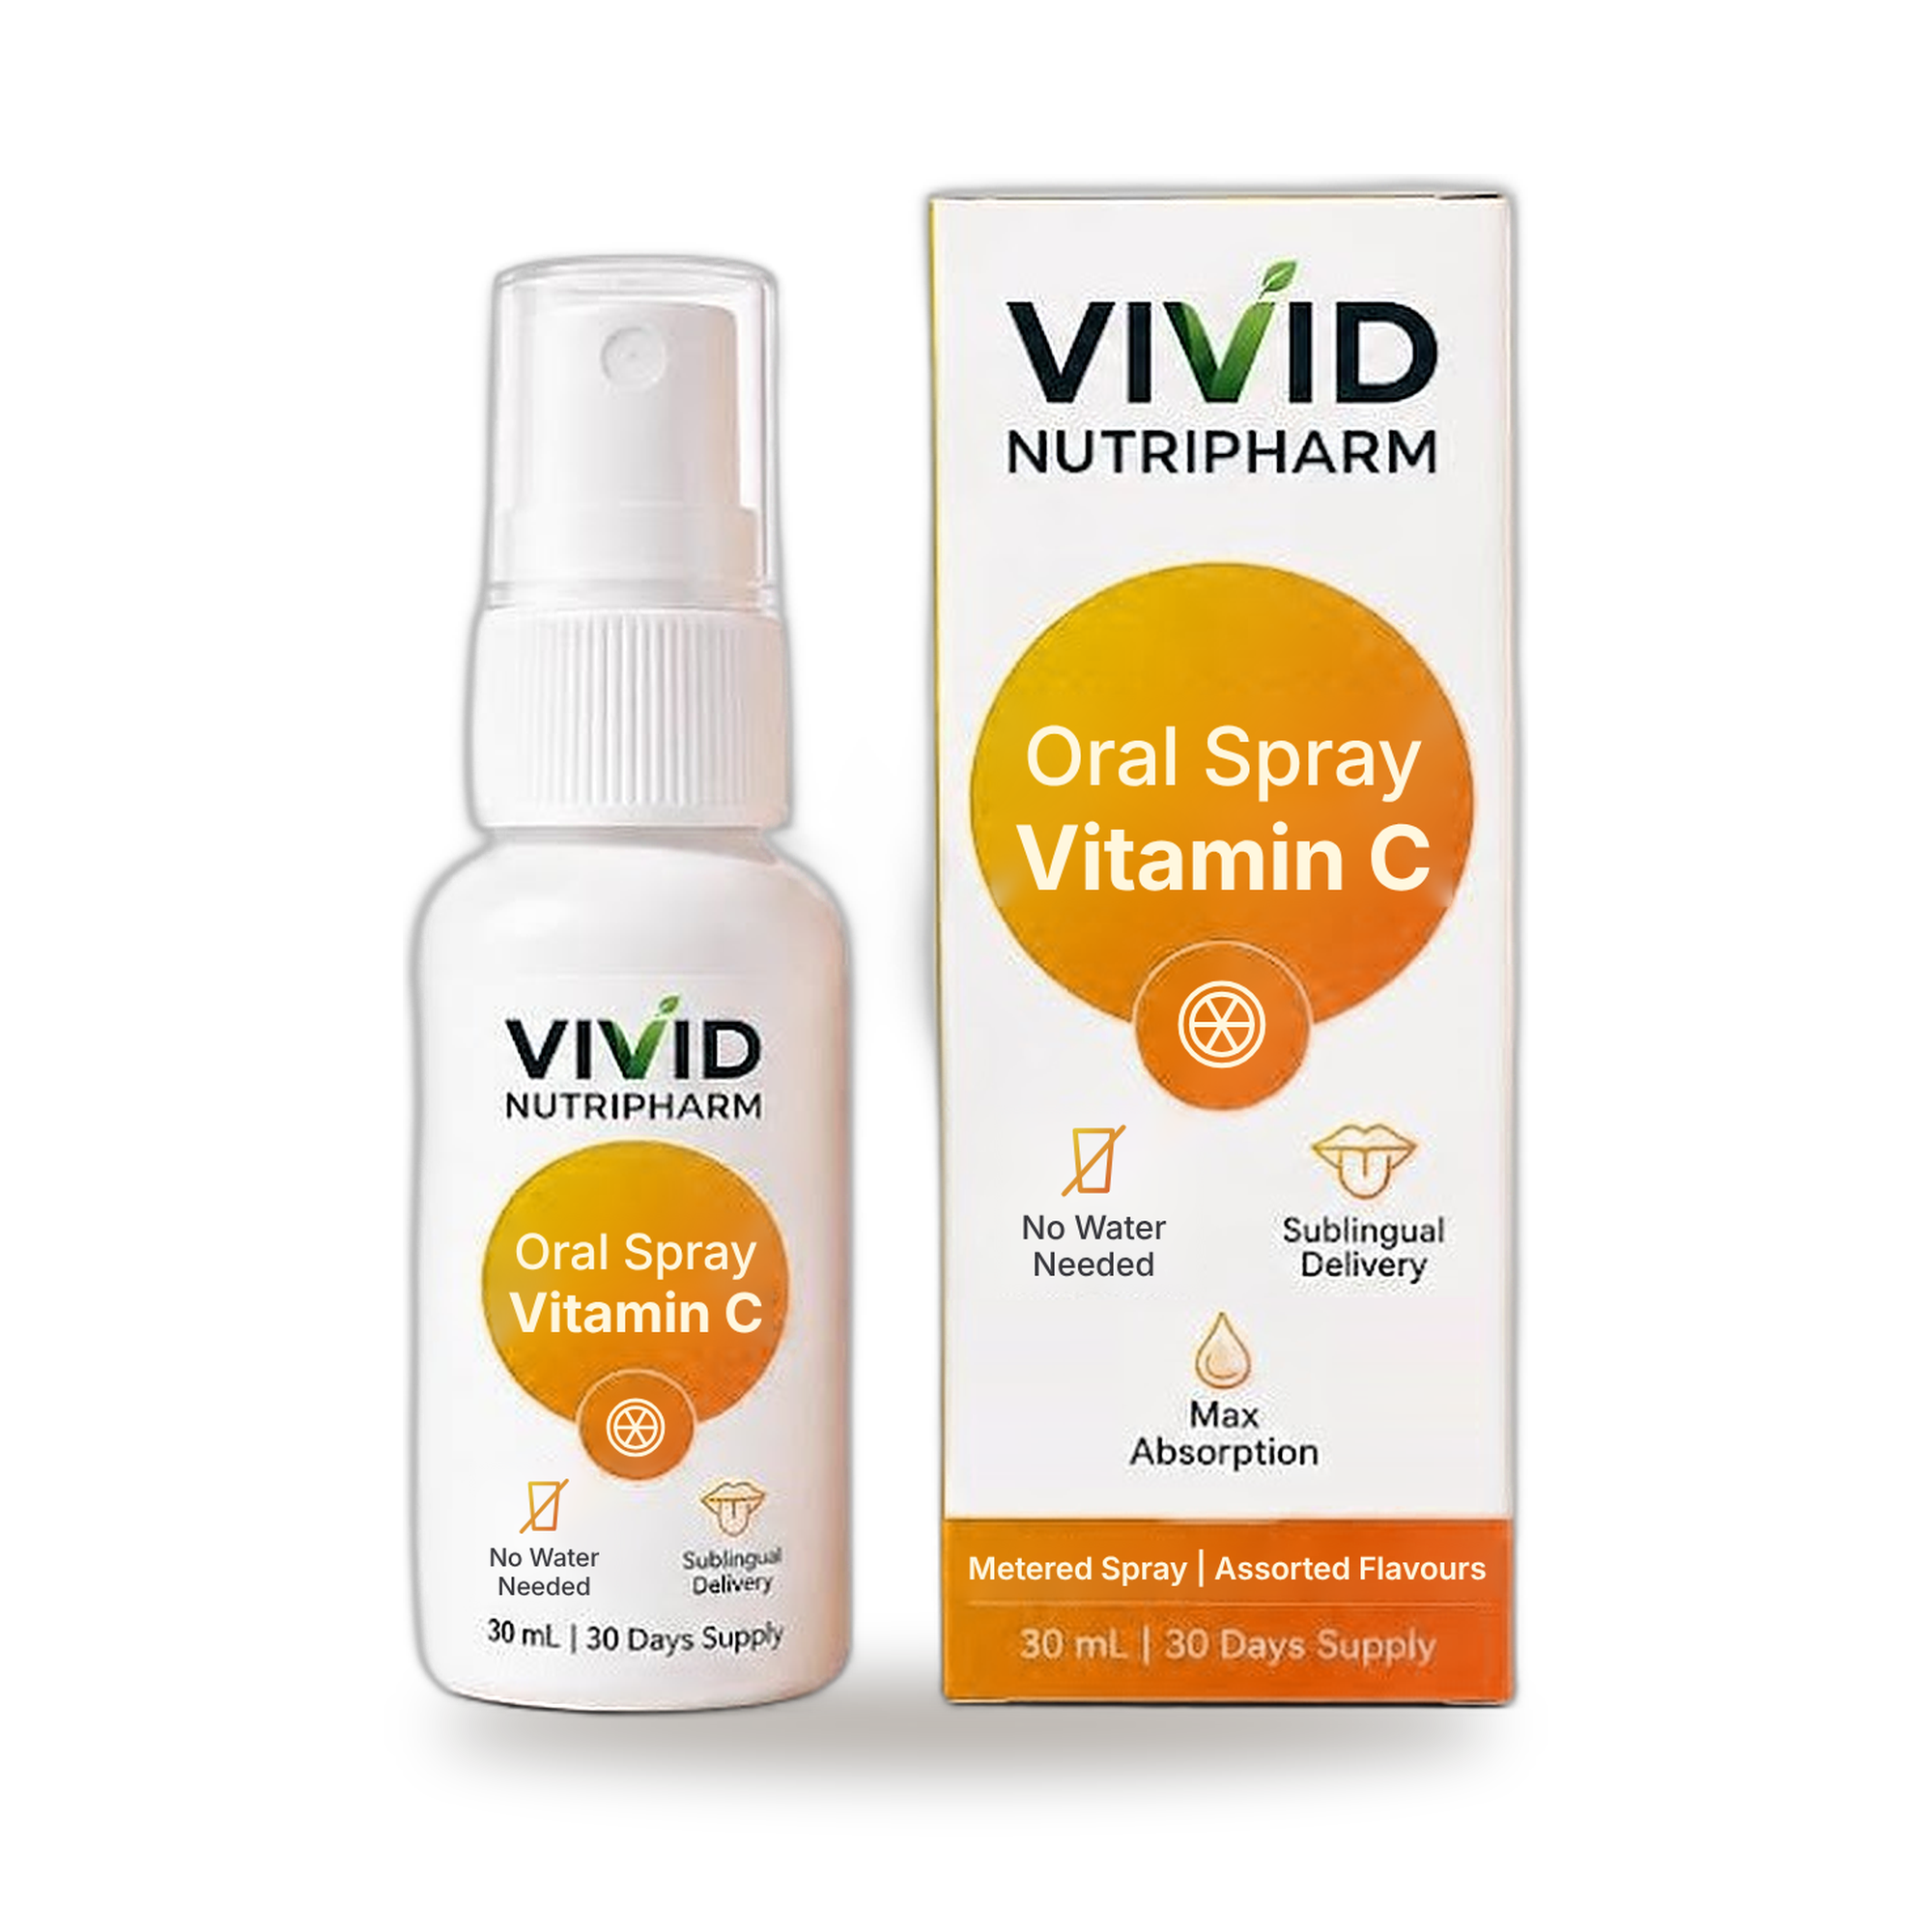 VIVID
NUTRIPHARM
Oral Spray
Vitamin C
No Water
Needed
Sublingual
Delivery
30 mL | 30 Days Supply
VIVID
NUTRIPHARM
Oral Spray
Vitamin C
No Water
Needed
Sublingual
Delivery
Max
Absorption
Metered Spray | Assorted Flavours
30 mL | 30 Days Supply